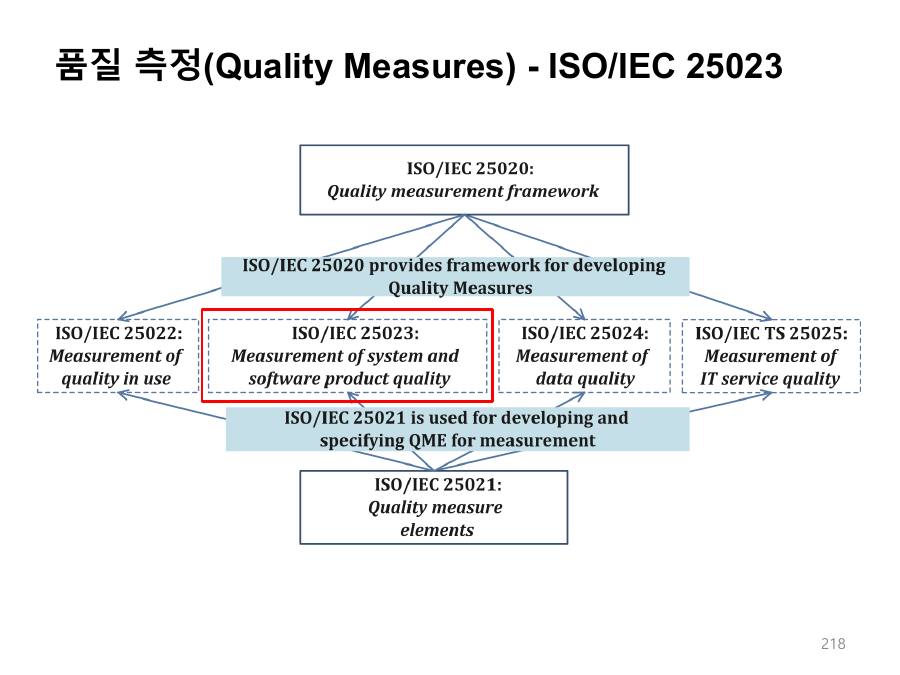 품질 측정(Quality Measures) - ISO/IEC 25023
ISO/IEC 25020:
Quality measurement framework
ISO/IEC 25020 provides framework for developing
Quality Measures
ISO/IEC 25022:
Measurement of
quality in use
ISO/IEC 25023:
Measurement of system and
software product quality
ISO/IEC 25024:
Measurement of
data quality
ISO/IEC TS 25025:
Measurement of
IT service quality
ISO/IEC 25021 is used for developing and
specifying QME for measurement
ISO/IEC 25021:
Quality measure
elements
218